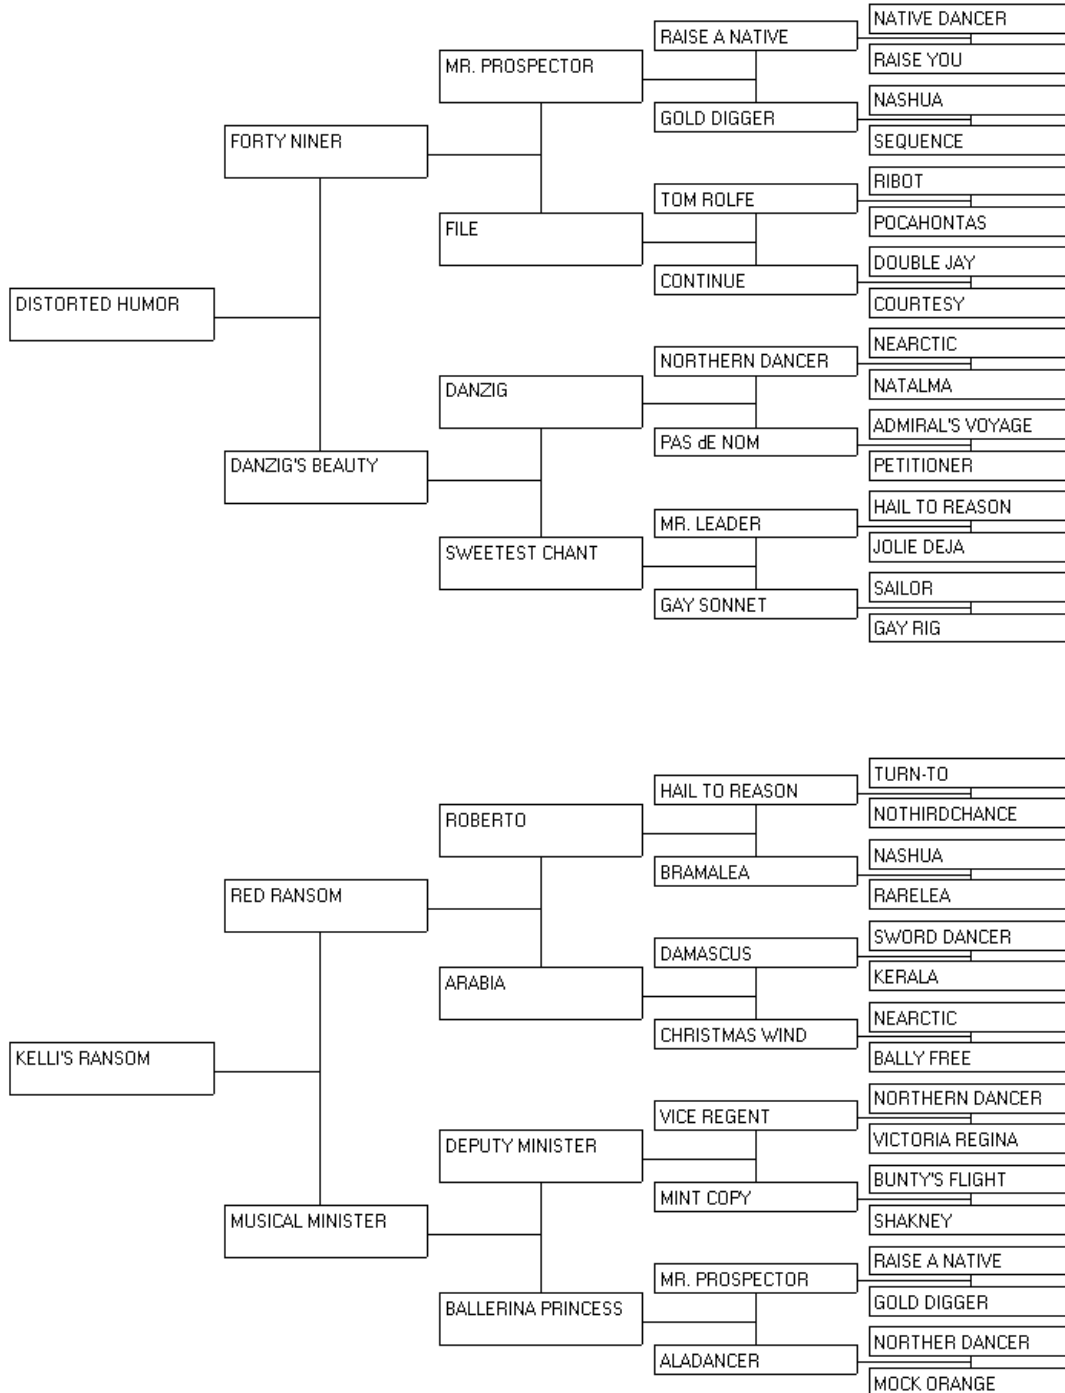 NATIVE DANCER
RAISE A NATIVE
RAISE YOU
MR. PROSPECTOR
NASHUA
GOLD DIGGER
SEQUENCE
FORTY NINER
RIBOT
TOM ROLFE
POCAHONTAS
FILE
DOUBLE JAY
CONTINUE
COURTESY
DISTORTED HUMOR
NEARCTIC
NORTHERN DANCER
NATALMA
DANZIG
ADMIRAL'S VOYAGE
PAS dE NOM
PETITIONER
DANZIG'S BEAUTY
HAIL TO REASON
MR. LEADER
JOLIE DEJA
SWEETEST CHANT
SAILOR
GAY SONNET
GAY RIG
TURN-TO
HAIL TO REASON
NOTHIRDCHANCE
ROBERTO
NASHUA
BRAMALEA
RARELEA
RED RANSOM
SWORD DANCER
DAMASCUS
KERALA
ARABIA
NEARCTIC
CHRISTMAS WIND
BALLY FREE
KELLI'S RANSOM
NORTHERN DANCER
VICE REGENT
VICTORIA REGINA
DEPUTY MINISTER
BUNTY'S FLIGHT
MINT COPY
SHAKNEY
MUSICAL MINISTER
RAISE A NATIVE
MR. PROSPECTOR
GOLD DIGGER
BALLERINA PRINCESS
NORTHER DANCER
ALADANCER
MOCK ORANGE